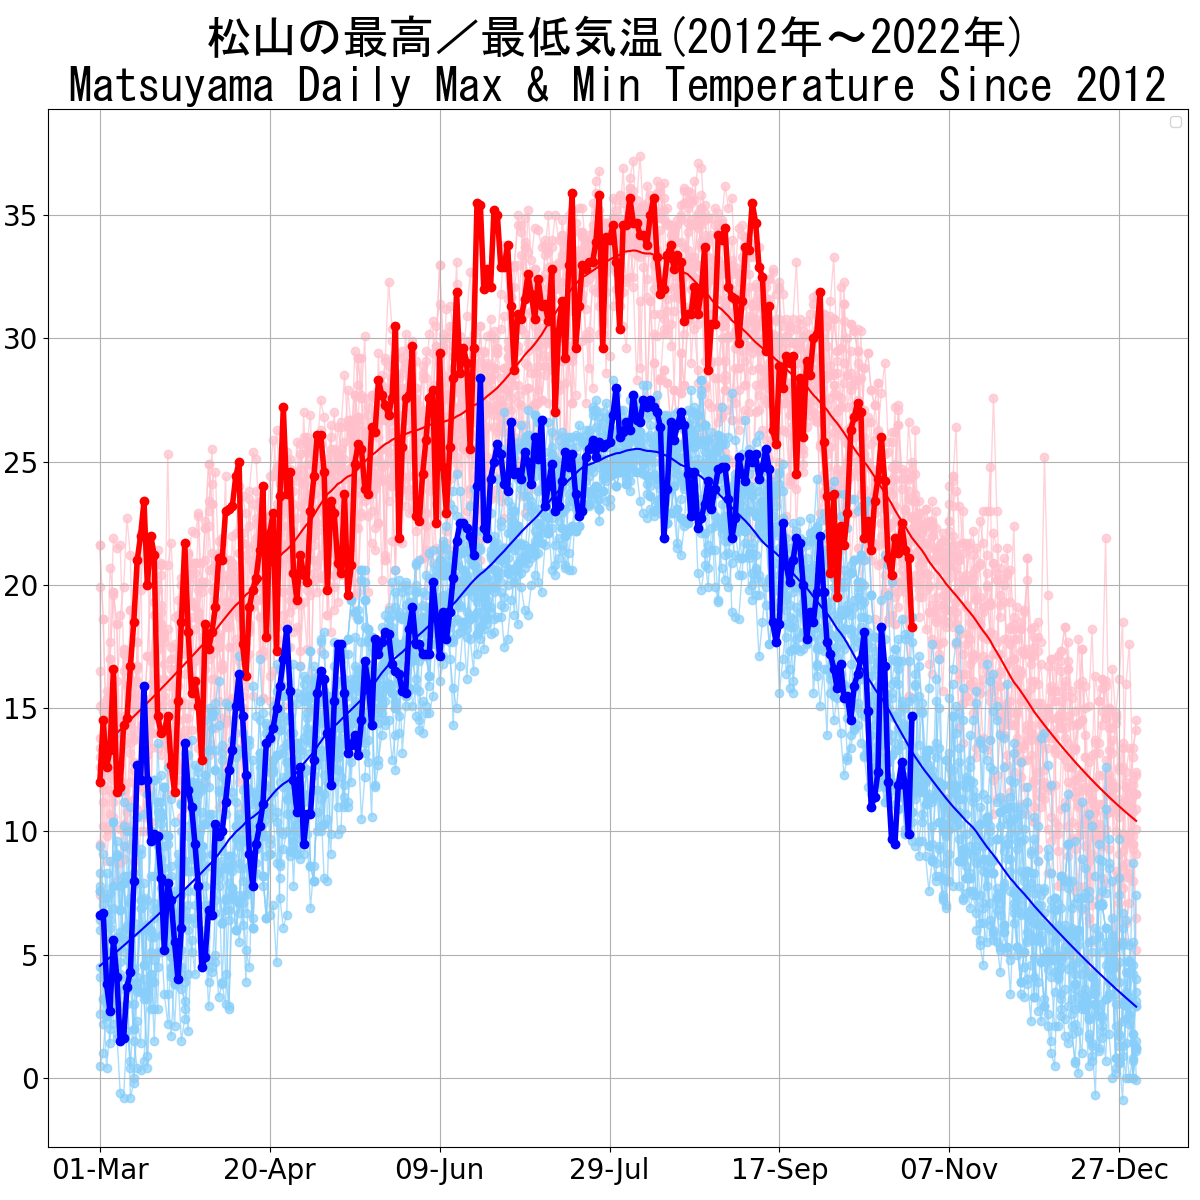 松山の最高／最低気温(2012年〜2022年)
Matsuyama Daily Max & Min Temperature Since 2012
35
30
25
20
15
10
5
0
01-Mar 20-Apr 09-Jun 29-Jul 17-Sep 07-Nov 27-Dec